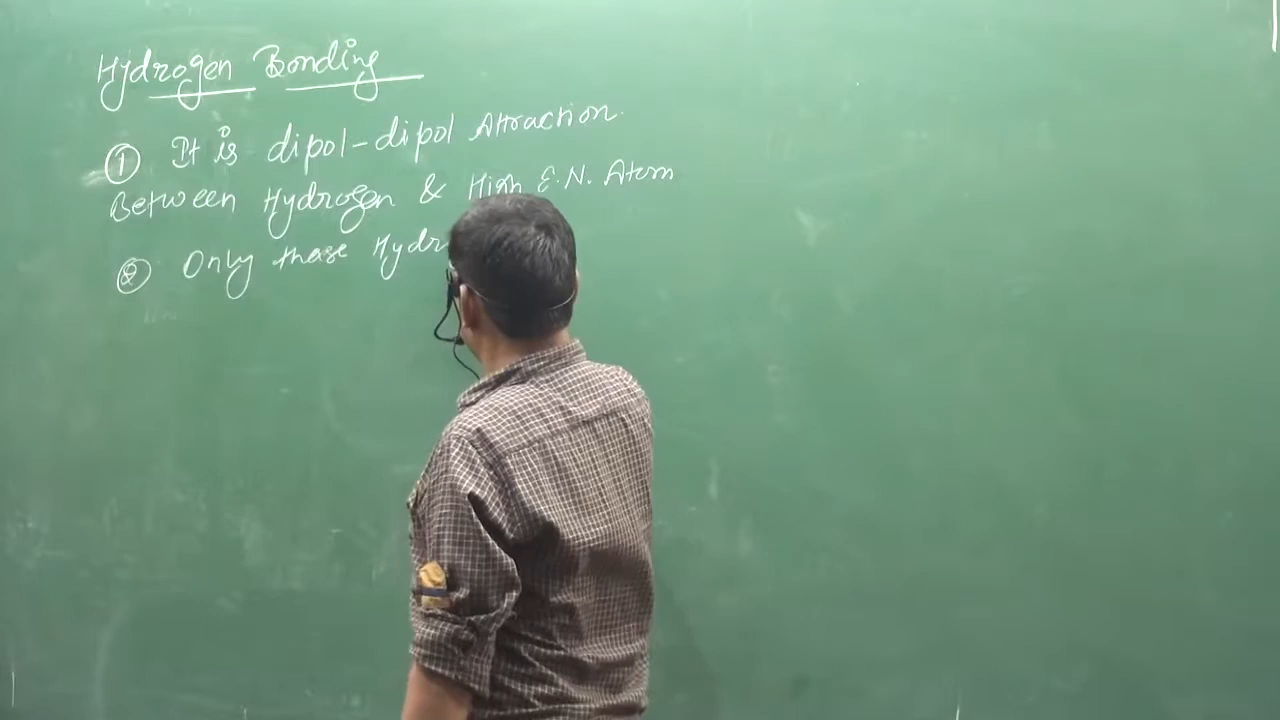 Hydrogen Bonding
① It is dipol-dipol Attraction.
Between Hydrogen & High E.N. Atom
② Only those Hydr